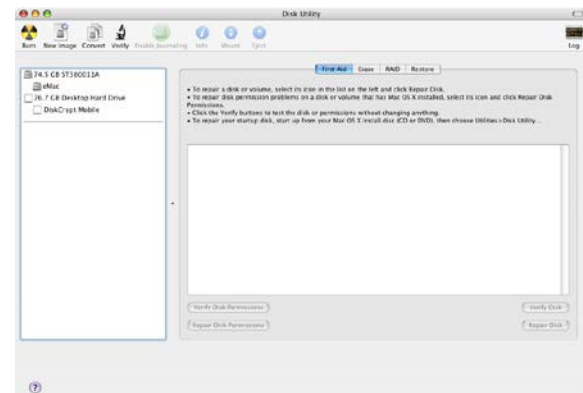 Disk Utility
Burn New Image Convert Verify Enable Journaling Info Mount Eject Log
74.5 GB ST380011A
eMac
76.7 GB Desktop Hard Drive
DiskCrypt Mobile
First Aid Erase RAID Restore
• To repair a disk or volume, select its icon in the list on the left and click Repair Disk.
• To repair disk permission problems on a disk or volume that has Mac OS X installed, select its icon and click Repair Disk
Permissions.
• Click the Verify buttons to test the disk or permissions without changing anything.
• To repair your startup disk, start up from your Mac OS X install disc (CD or DVD), then choose Utilities>Disk Utility...
Verify Disk Permissions Verify Disk
Repair Disk Permissions Repair Disk
?